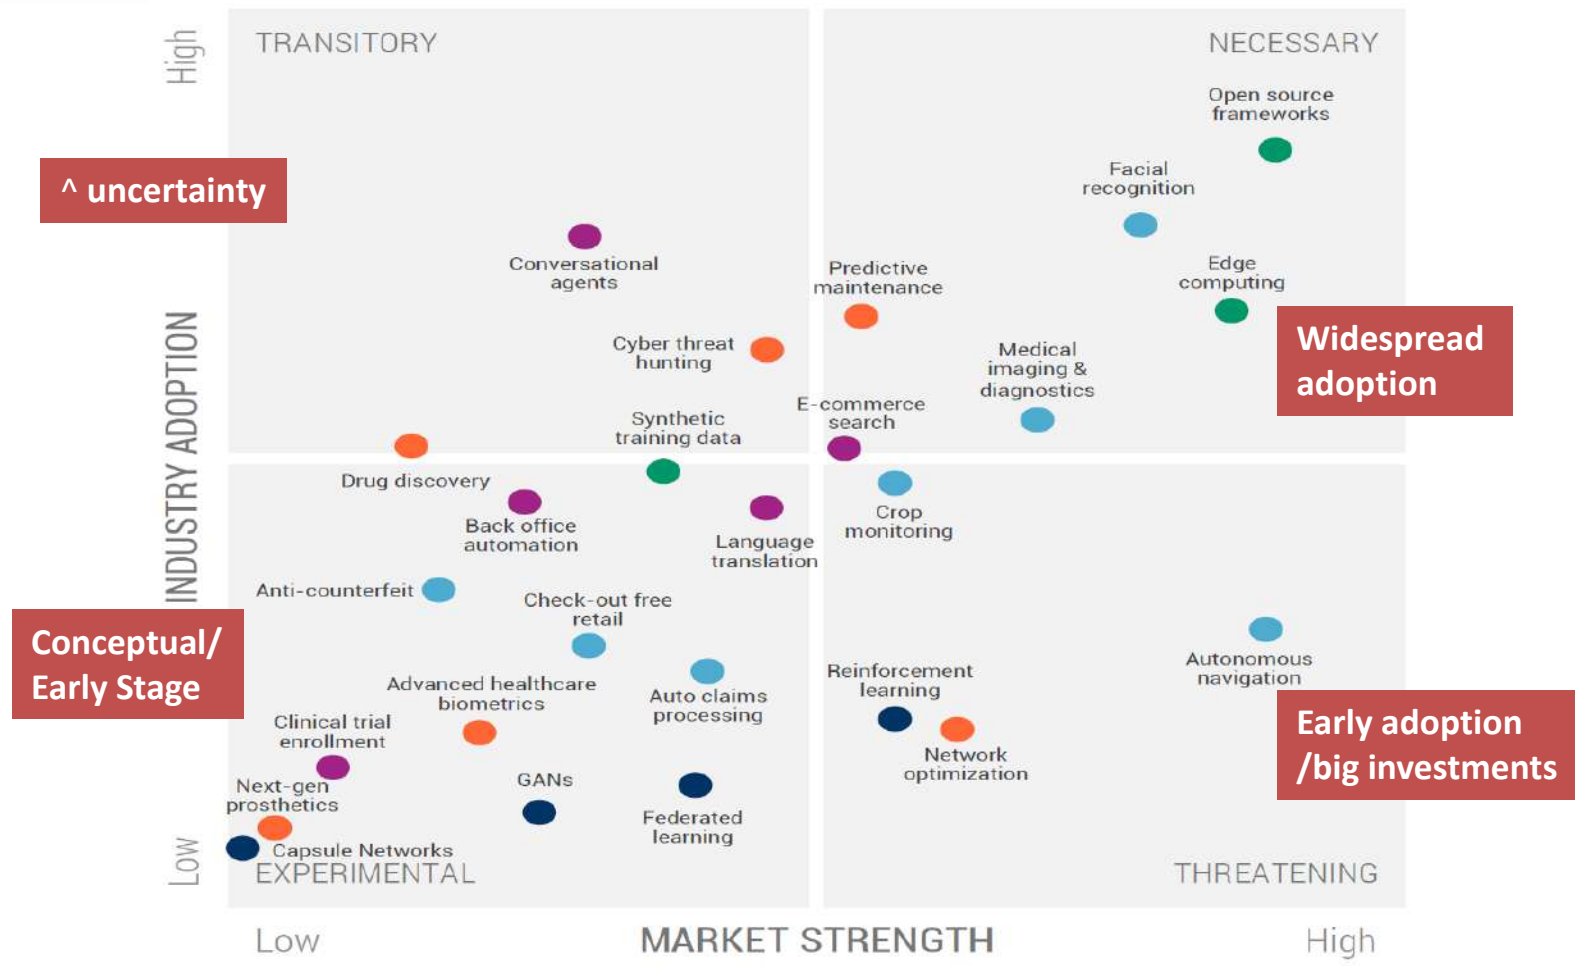 High
TRANSITORY
NECESSARY
Open source
frameworks
^ uncertainty
Facial
recognition
Conversational
agents
Predictive
maintenance
Edge
computing
INDUSTRY ADOPTION
Cyber threat
hunting
Medical
imaging &
diagnostics
Widespread
adoption
E-commerce
search
Synthetic
training data
Drug discovery
Back office
automation
Language
translation
Crop
monitoring
Anti-counterfeit
Check-out free
retail
Conceptual/
Early Stage
Advanced healthcare
biometrics
Auto claims
processing
Reinforcement
learning
Autonomous
navigation
Clinical trial
enrollment
Network
optimization
Early adoption
/big investments
Next-gen
prosthetics
GANs
Federated
learning
Low
Capsule Networks
EXPERIMENTAL
THREATENING
Low
MARKET STRENGTH
High